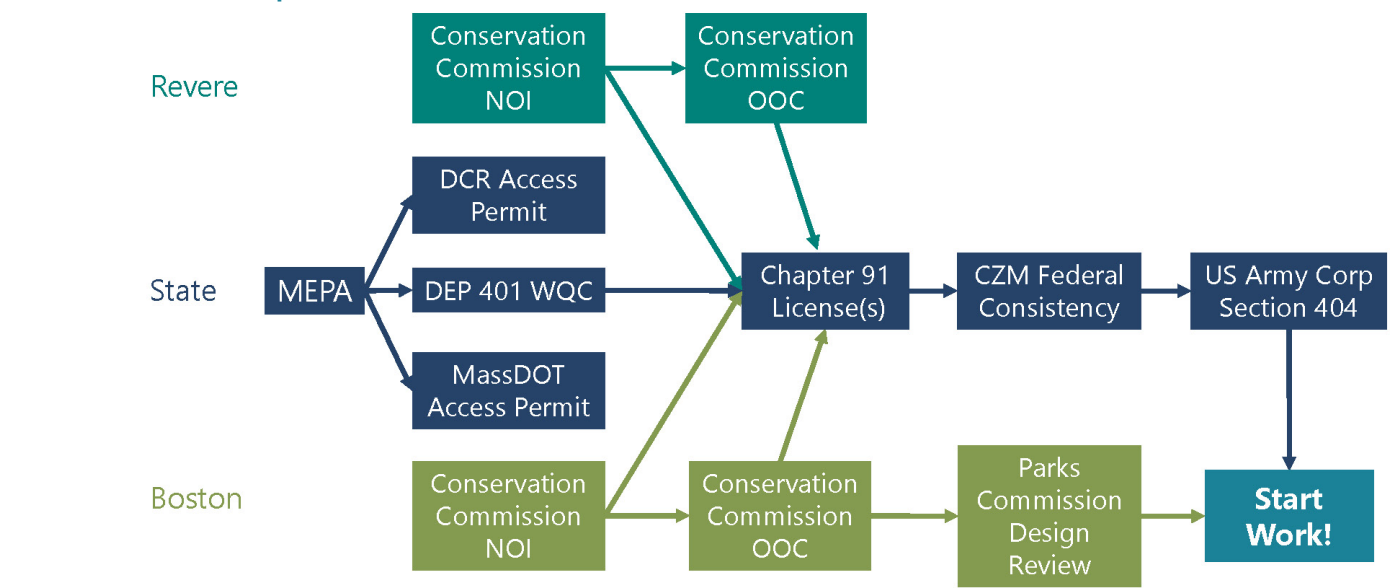 Revere
Conservation
Commission
NOI
Conservation
Commission
OOC
State
MEPA
DCR Access
Permit
DEP 401 WQC
MassDOT
Access Permit
Chapter 91
License(s)
CZM Federal
Consistency
US Army Corp
Section 404
Boston
Conservation
Commission
NOI
Conservation
Commission
OOC
Parks
Commission
Design
Review
Start
Work!